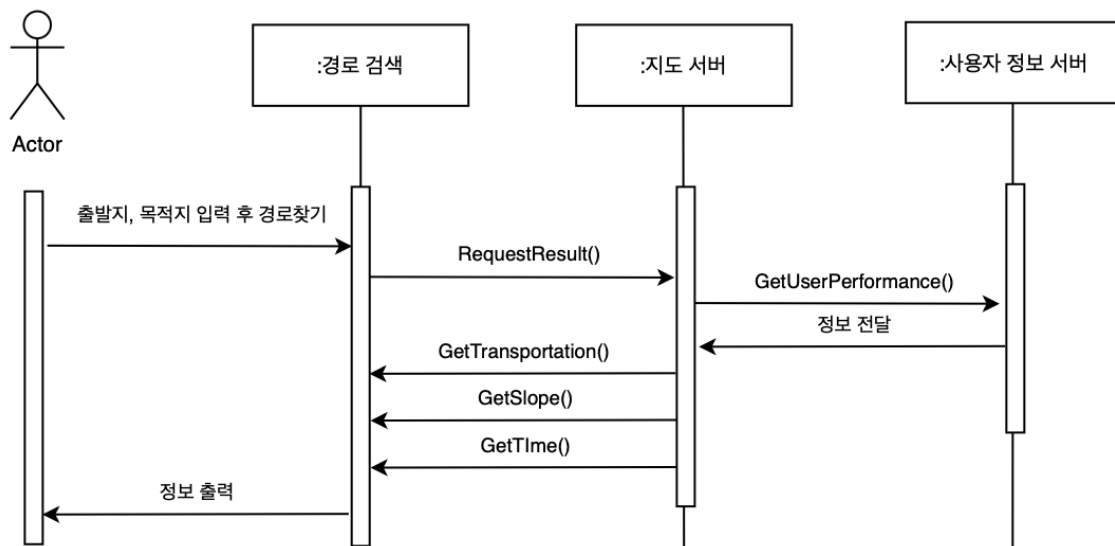 :경로 검색
:지도 서버
:사용자 정보 서버
Actor
출발지, 목적지 입력 후 경로찾기
RequestResult()
GetUserPerformance()
정보 전달
GetTransportation()
GetSlope()
GetTIme()
정보 출력